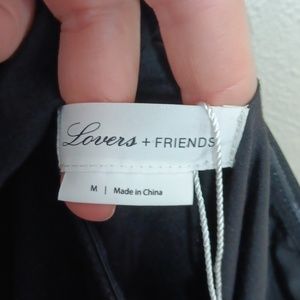 Lovers + FRIENDS
M | Made in China